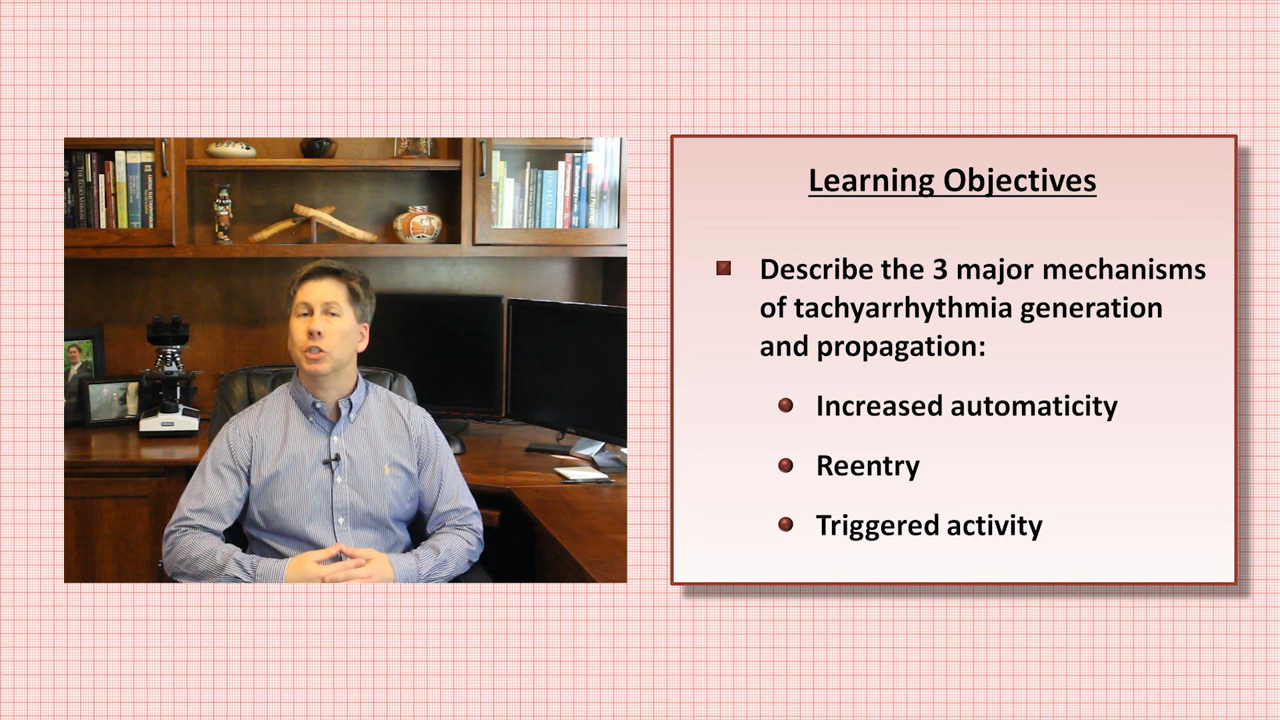 Learning Objectives
Describe the 3 major mechanisms
of tachyarrhythmia generation
and propagation:
Increased automaticity
Reentry
Triggered activity